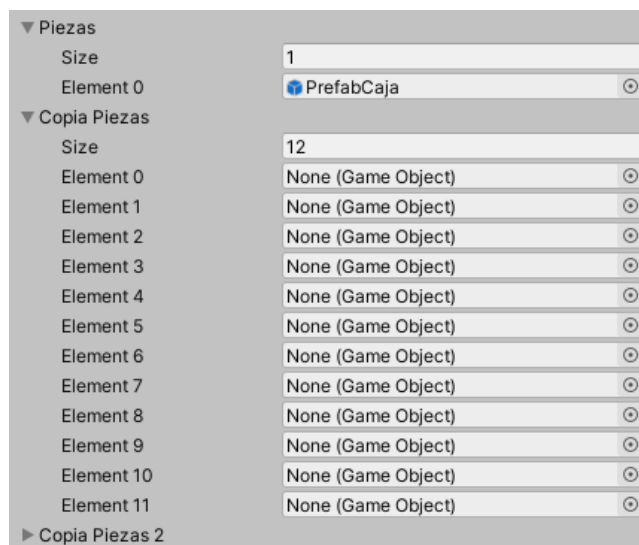 Piezas
Size 1
Element 0 PrefabCaja
Copia Piezas
Size 12
Element 0 None (Game Object)
Element 1 None (Game Object)
Element 2 None (Game Object)
Element 3 None (Game Object)
Element 4 None (Game Object)
Element 5 None (Game Object)
Element 6 None (Game Object)
Element 7 None (Game Object)
Element 8 None (Game Object)
Element 9 None (Game Object)
Element 10 None (Game Object)
Element 11 None (Game Object)
Copia Piezas 2